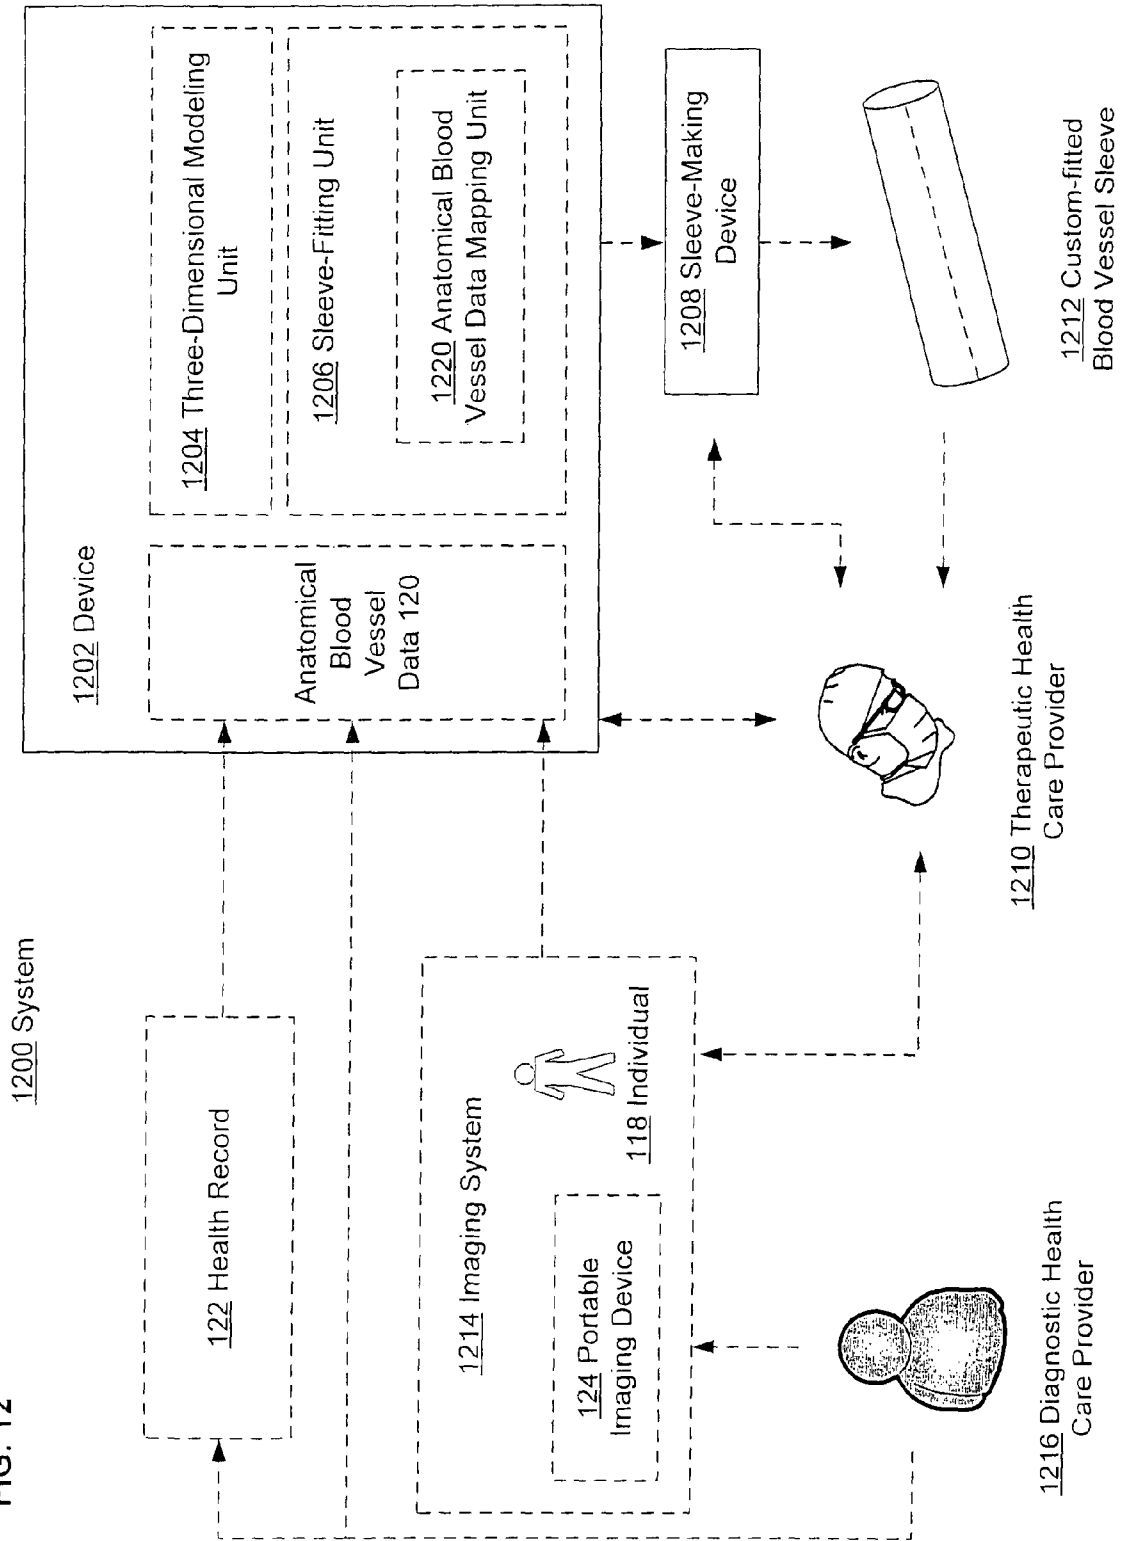 FIG. 12
1200 System
1202 Device
Anatomical
Blood
Vessel
Data 120
1204 Three-Dimensional Modeling
Unit
1206 Sleeve-Fitting Unit
1220 Anatomical Blood
Vessel Data Mapping Unit
122 Health Record
1214 Imaging System
124 Portable
Imaging Device
118 Individual
1208 Sleeve-Making
Device
1216 Diagnostic Health
Care Provider
1210 Therapeutic Health
Care Provider
1212 Custom-fitted
Blood Vessel Sleeve